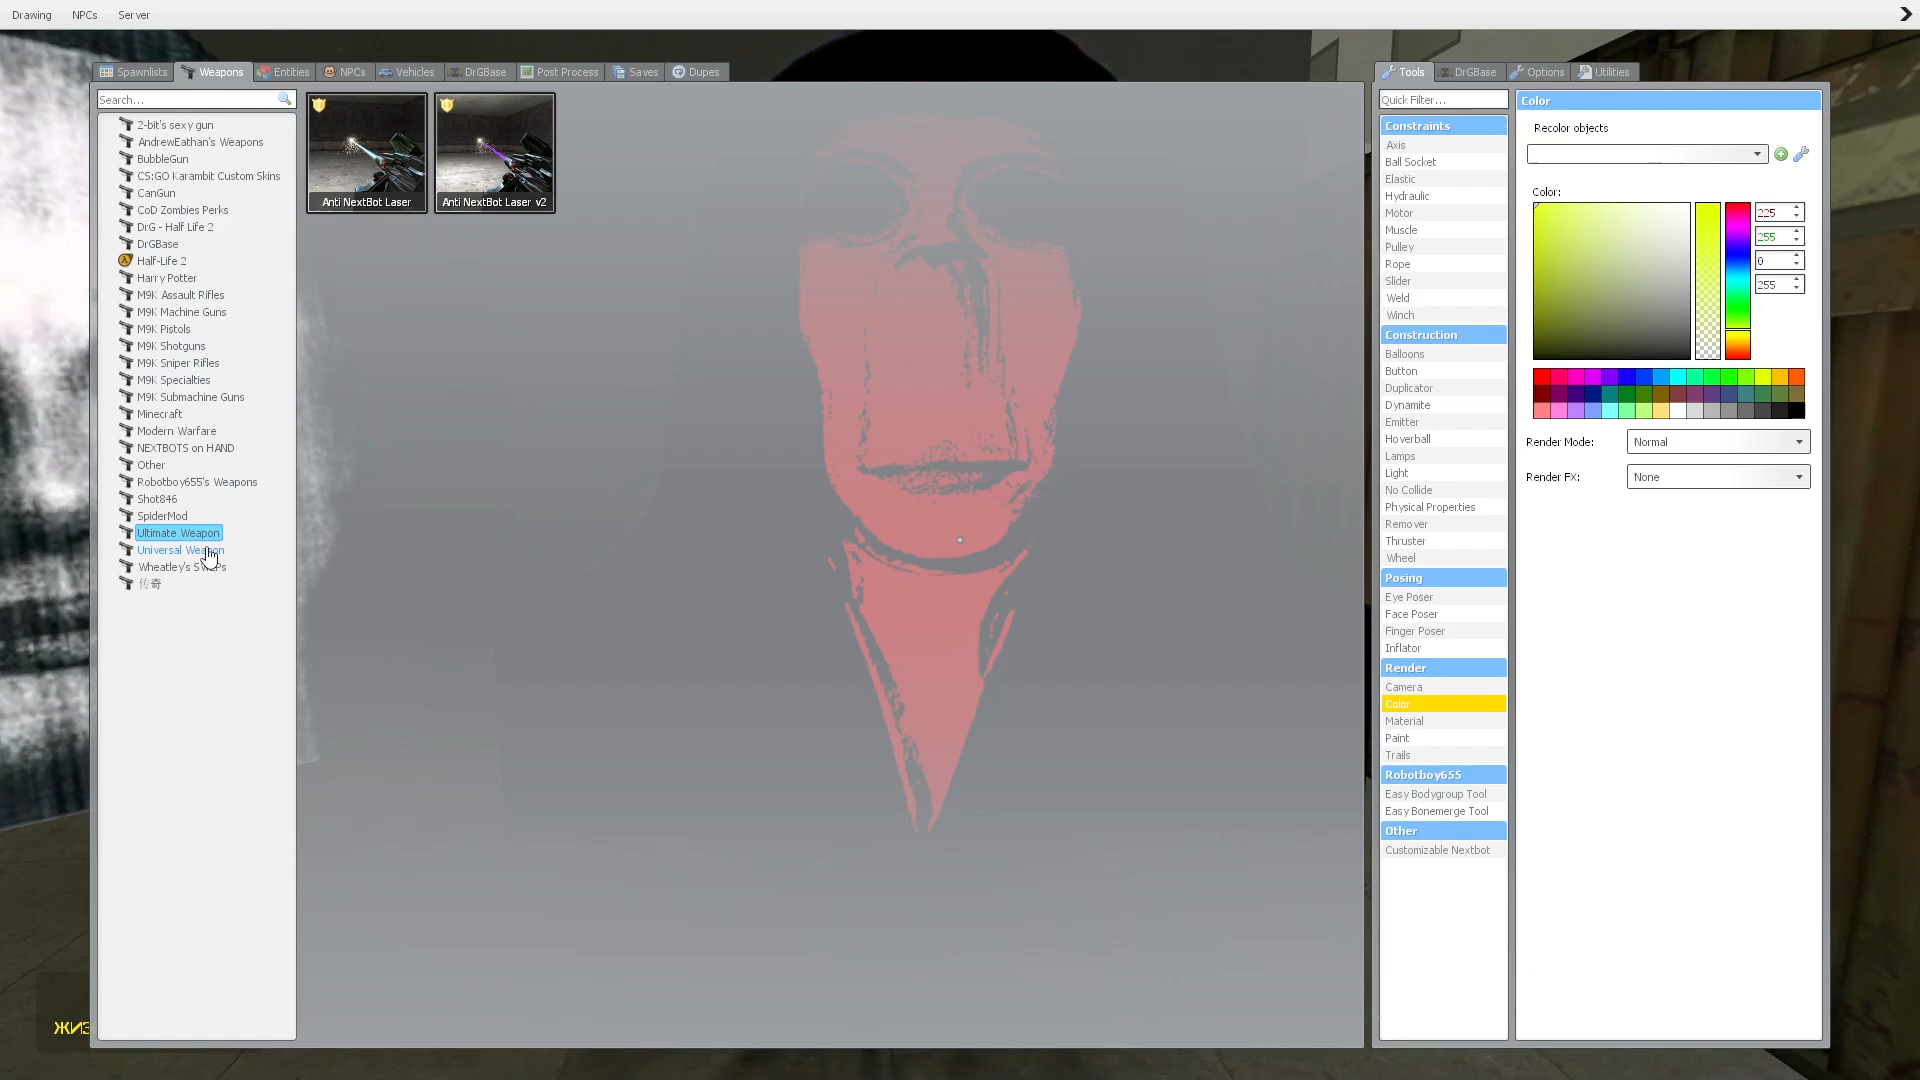 Drawing NPCs Server
Spawnlists Weapons Entities NPCs Vehicles DrGBase Post Process Saves Dupes
Search...
2-bit's sexy gun
AndrewEathan's Weapons
BubbleGun
CS:GO Karambit Custom Skins
CanGun
CoD Zombies Perks
DrG - Half Life 2
DrGBase
Half-Life 2
Harry Potter
M9K Assault Rifles
M9K Machine Guns
M9K Pistols
M9K Shotguns
M9K Sniper Rifles
M9K Specialties
M9K Submachine Guns
Minecraft
Modern Warfare
NEXTBOTS on HAND
Other
Robotboy655's Weapons
Shot846
SpiderMod
Ultimate Weapon
Universal Weapon
Wheatley's SWEPs
传奇
Anti NextBot Laser
Anti NextBot Laser v2
ЖИЗ
Tools DrGBase Options Utilities
Quick Filter...
Constraints
Axis
Ball Socket
Elastic
Hydraulic
Motor
Muscle
Pulley
Rope
Slider
Weld
Winch
Construction
Balloons
Button
Duplicator
Dynamite
Emitter
Hoverball
Lamps
Light
No Collide
Physical Properties
Remover
Thruster
Wheel
Posing
Eye Poser
Face Poser
Finger Poser
Inflator
Render
Camera
Color
Material
Paint
Trails
Robotboy655
Easy Bodygroup Tool
Easy Bonemerge Tool
Other
Customizable Nextbot
Color
Recolor objects
Color:
225
255
0
255
Render Mode: Normal
Render FX: None